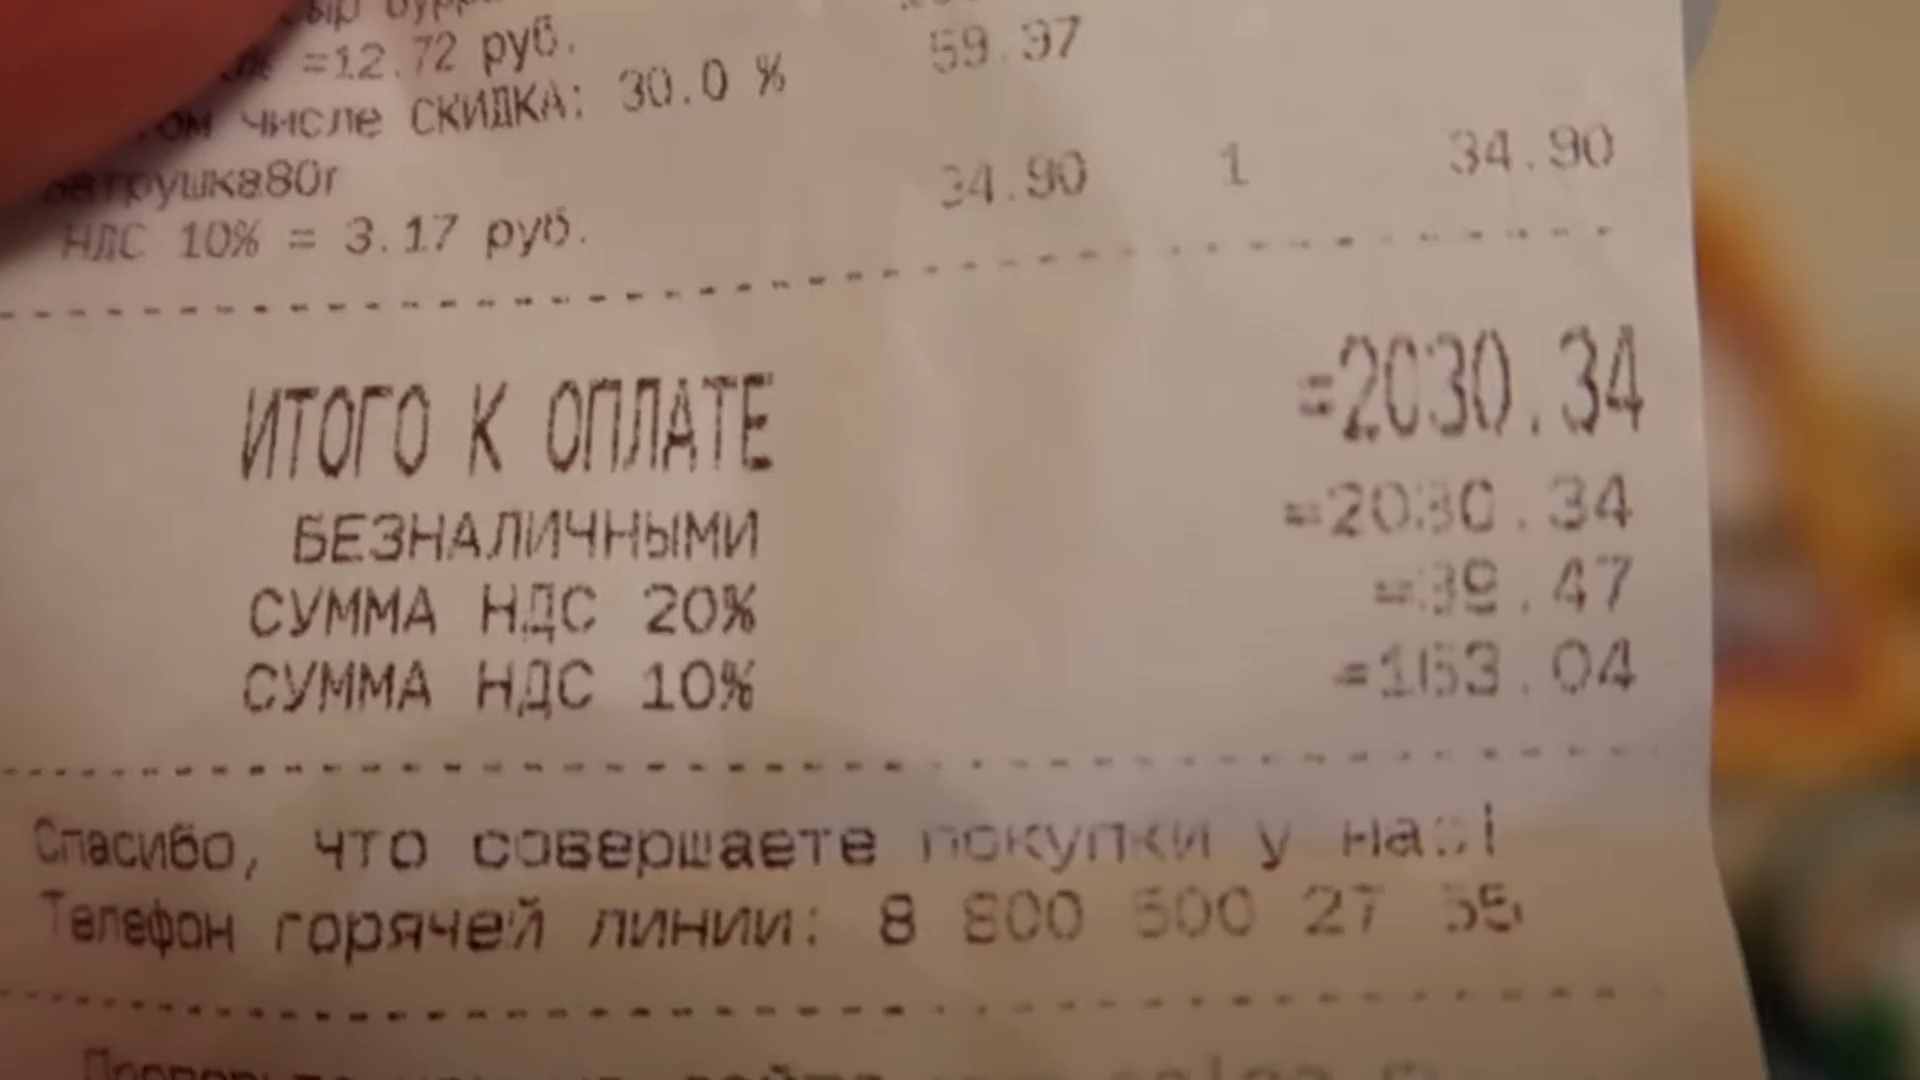 =12.72 руб.
числе СКИДКА: 30.0 % 59.97
Ватрушка80г 34.90 1 34.90
НДС 10% = 3.17 руб.
ИТОГО К ОПЛАТЕ =2030.34
БЕЗНАЛИЧНЫМИ =2030.34
СУММА НДС 20% =39.47
СУММА НДС 10% =163.04
Спасибо, что совершаете покупки у нас!
Телефон горячей линии: 8 800 500 27 55